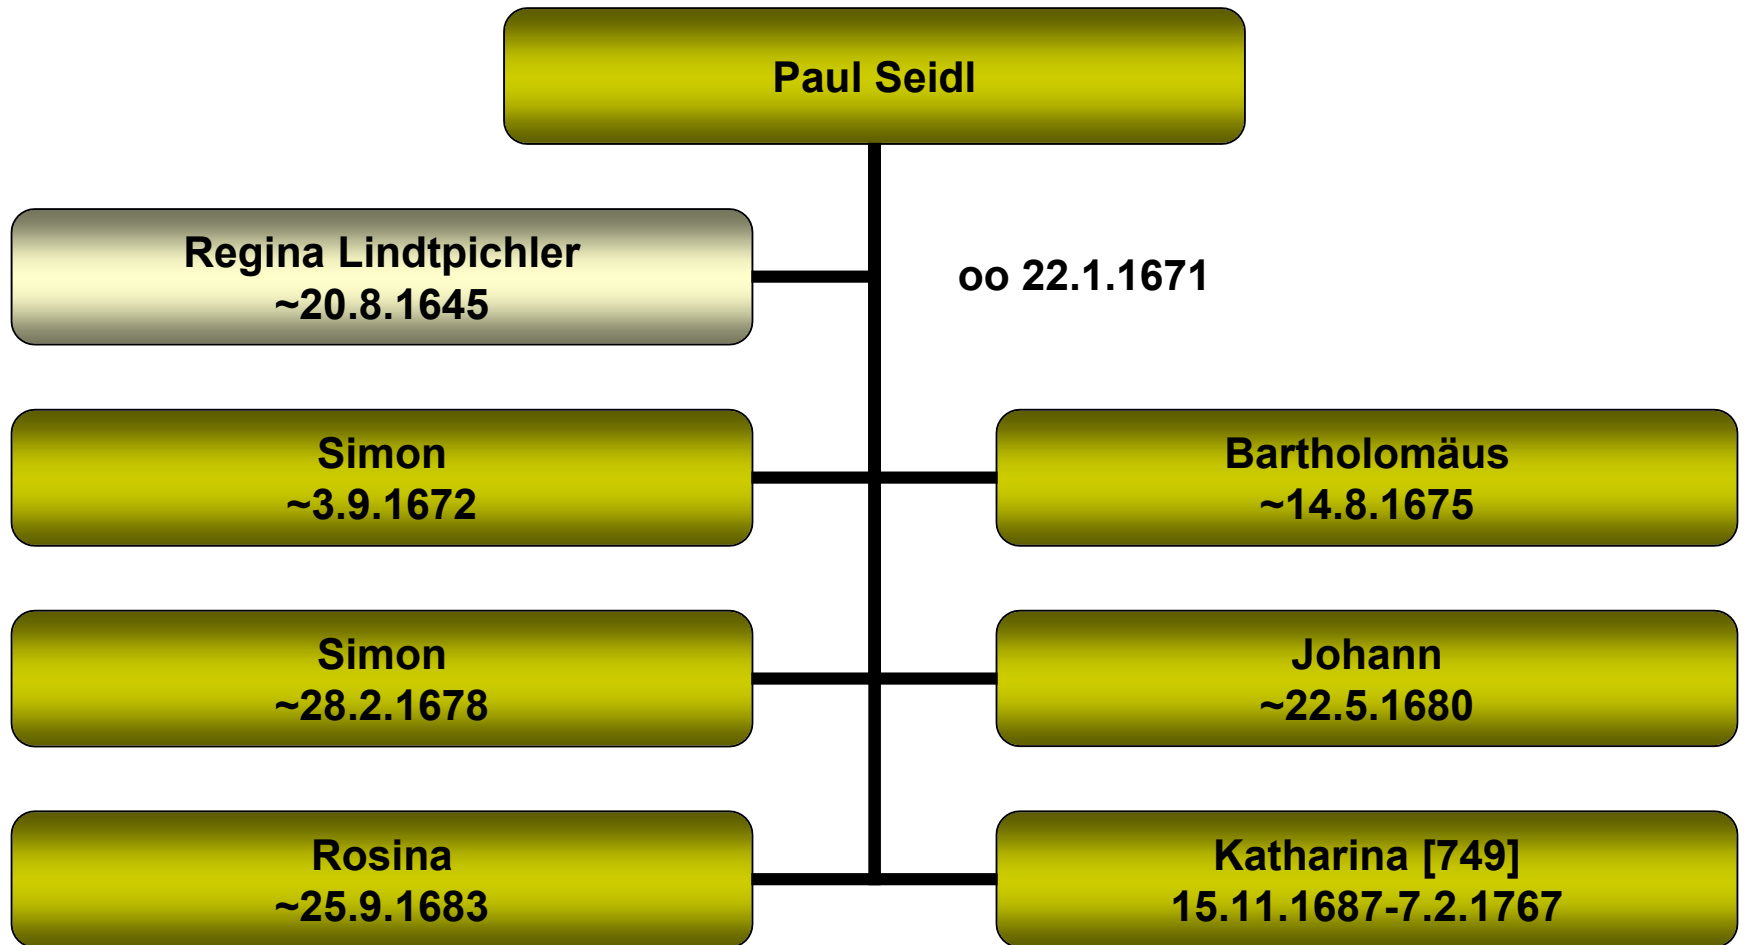 Paul Seidl
Regina Lindtpichler
~20.8.1645
oo 22.1.1671
Simon
~3.9.1672
Bartholomäus
~14.8.1675
Simon
~28.2.1678
Johann
~22.5.1680
Rosina
~25.9.1683
Katharina [749]
15.11.1687-7.2.1767